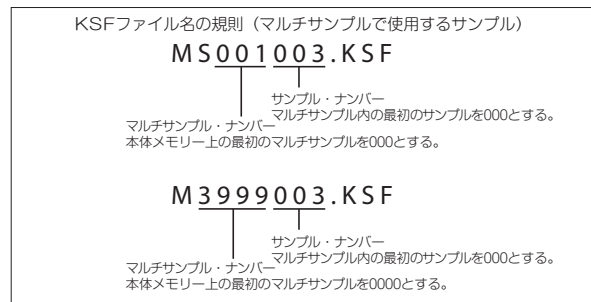 KSFファイル名の規則（マルチサンプルで使用するサンプル）
MS001003.KSF
サンプル・ナンバー
マルチサンプル内の最初のサンプルを000とする。
マルチサンプル・ナンバー
本体メモリー上の最初のマルチサンプルを000とする。
M3999003.KSF
サンプル・ナンバー
マルチサンプル内の最初のサンプルを000とする。
マルチサンプル・ナンバー
本体メモリー上の最初のマルチサンプルを0000とする。